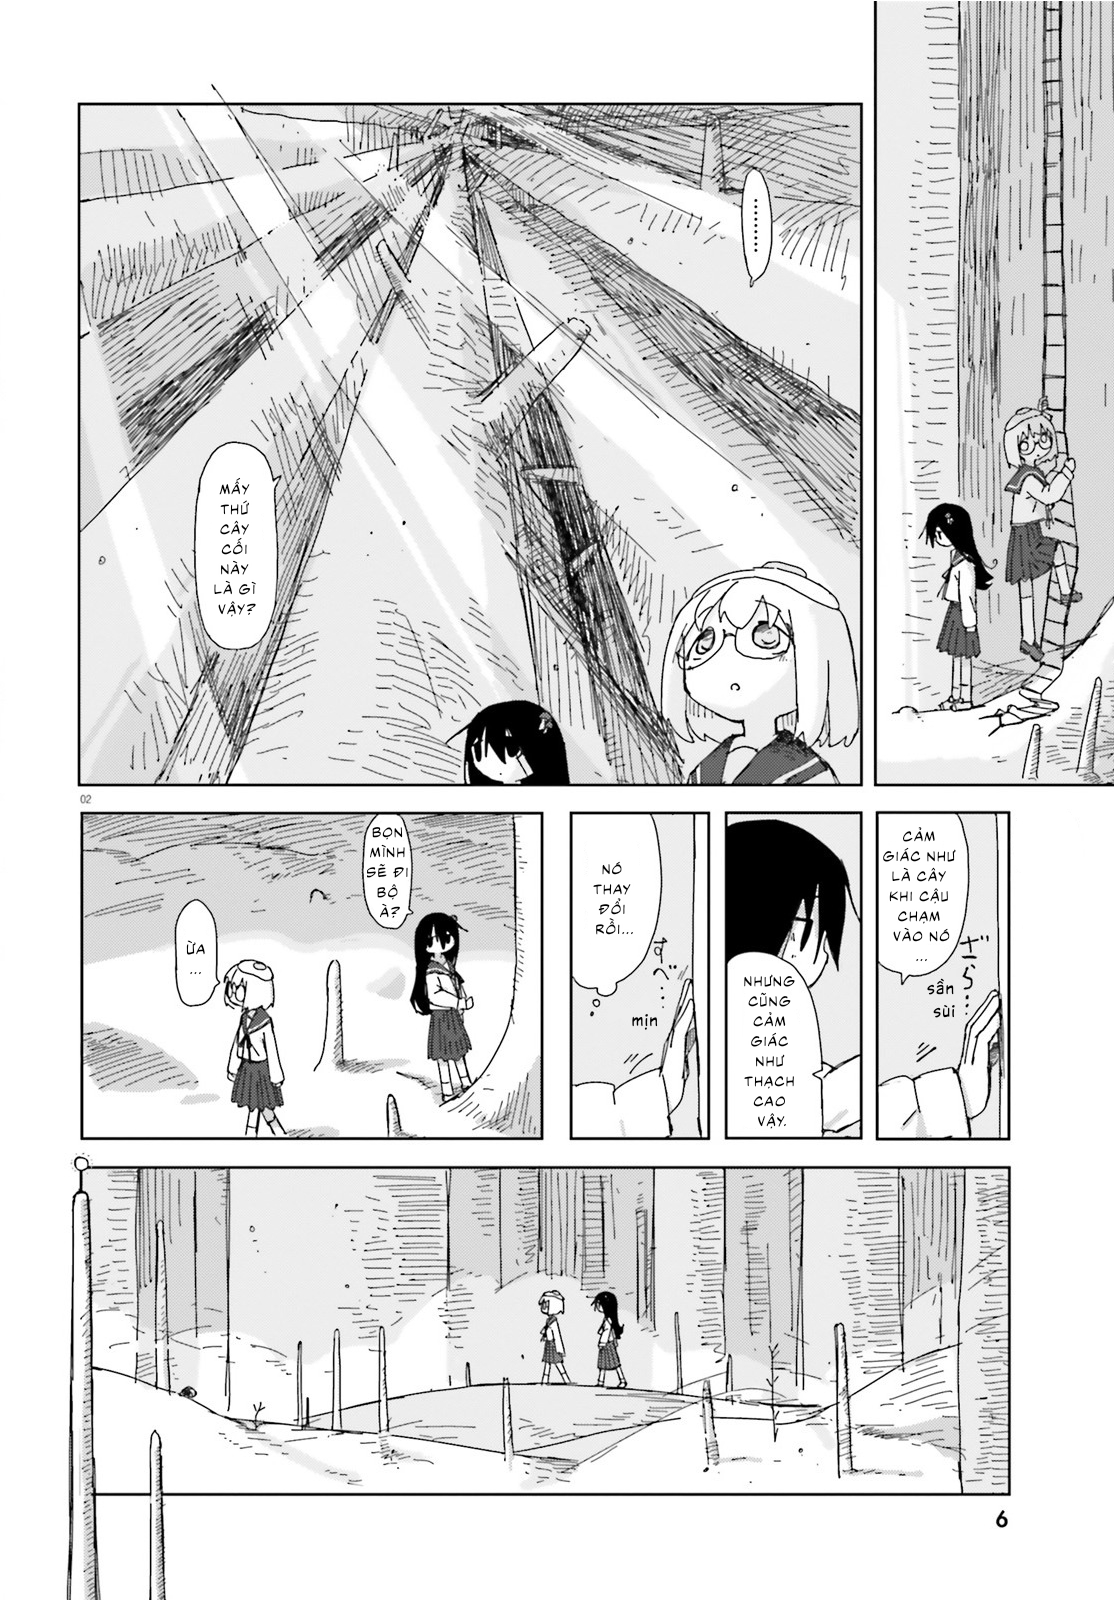 .........
MẤY
THỨ
CÂY
CỐI
NÀY
LÀ GÌ
VẬY?
02
CẢM
GIÁC NHƯ
LÀ CÂY
KHI CẬU
CHẠM
VÀO NÓ
...
ざら…
sần
sùi
NHƯNG
CŨNG
CẢM
GIÁC
NHƯ
THẠCH
CAO
VẬY.
NÓ
THAY
ĐỔI
RỒI...
すべ…
mịn
BỌN
MÌNH
SẼ ĐI
BỘ
À?
ỪA
...
6